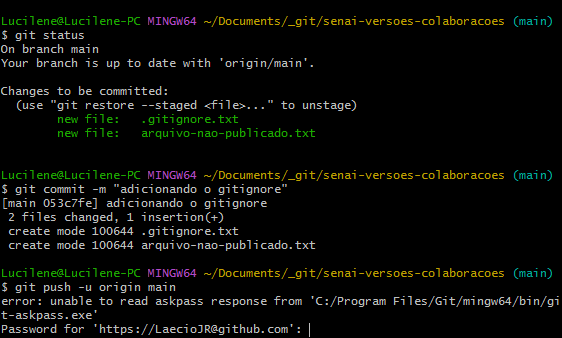 Lucilene@Lucilene-PC MINGW64 ~/Documents/_git/senai-versoes-colaboracoes (main)
$ git status
On branch main
Your branch is up to date with 'origin/main'.
Changes to be committed:
  (use "git restore --staged <file>..." to unstage)
        new file:   .gitignore.txt
        new file:   arquivo-nao-publicado.txt
Lucilene@Lucilene-PC MINGW64 ~/Documents/_git/senai-versoes-colaboracoes (main)
$ git commit -m "adicionando o gitignore"
[main 053c7fe] adicionando o gitignore
 2 files changed, 1 insertion(+)
 create mode 100644 .gitignore.txt
 create mode 100644 arquivo-nao-publicado.txt
Lucilene@Lucilene-PC MINGW64 ~/Documents/_git/senai-versoes-colaboracoes (main)
$ git push -u origin main
error: unable to read askpass response from 'C:/Program Files/Git/mingw64/bin/gi
t-askpass.exe'
Password for 'https://LaecioJR@github.com':